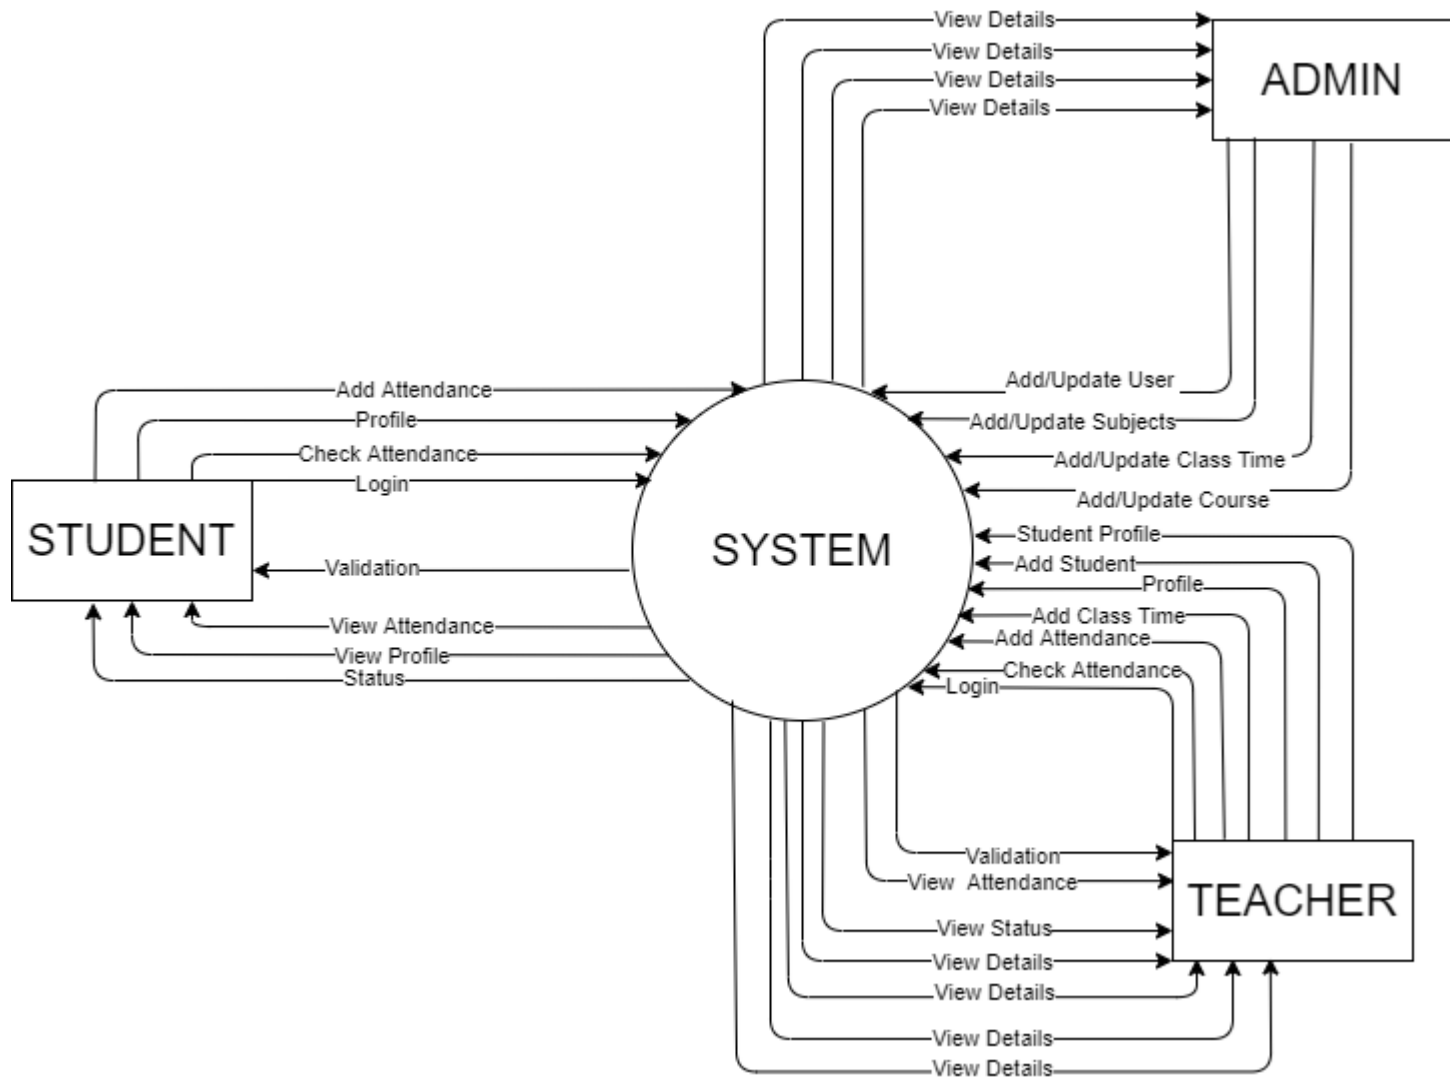 View Details
View Details
View Details
View Details
ADMIN
Add/Update User
Add/Update Subjects
Add/Update Class Time
Add/Update Course
Add Attendance
Profile
Check Attendance
Login
STUDENT
Validation
View Attendance
View Profile
Status
SYSTEM
Student Profile
Add Student
Profile
Add Class Time
Add Attendance
Check Attendance
Login
Validation
View Attendance
View Status
View Details
View Details
View Details
View Details
TEACHER